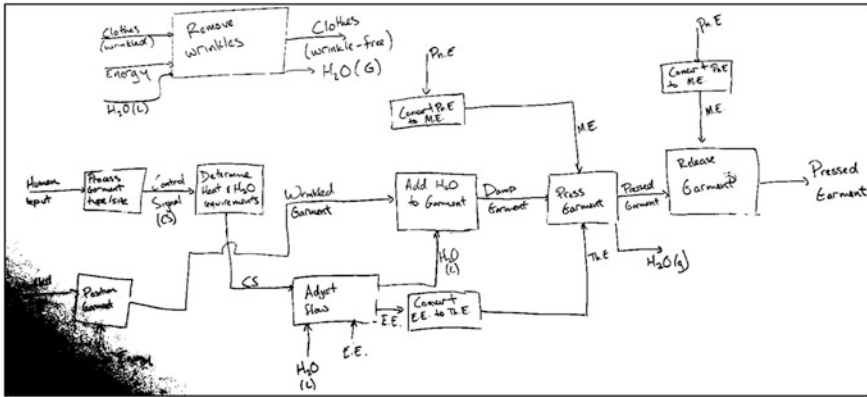 Clothes
(wrinkled)
Energy
H₂O(L)
Remove
Wrinkles
Clothes
(wrinkle-free)
H₂O(G)
Pn.E
Convert Pn.E
to M.E.
M.E.
Pn.E
Convert Pn.E
to M.E.
M.E.
Human
Input
Process
Garment
type/size
Control
Signal
(CS)
Determine
Heat & H₂O
requirements
Wrinkled
Garment
Add H₂O
to Garment
Damp
Garment
Press
Garment
Pressed
Garment
Release
Garment
Pressed
Garment
H₂O(g)
Th.E
H₂O
(L)
Position
Garment
CS
Adjust
Flow
E.E.
Convert
E.E. to Th.E.
H₂O
(L)
E.E.